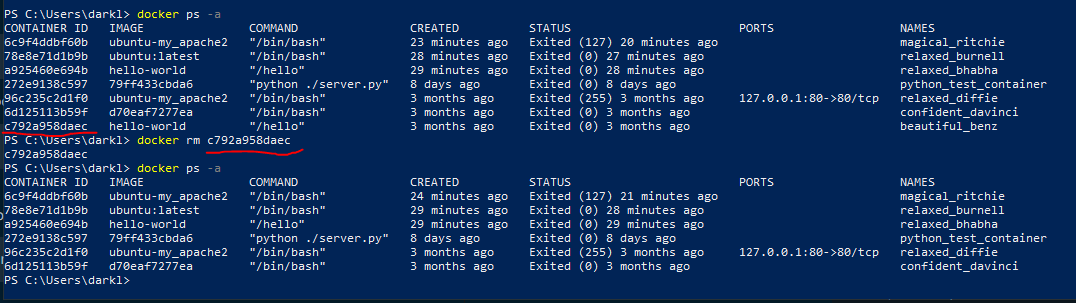 PS C:\Users\darkl> docker ps -a
CONTAINER ID IMAGE COMMAND CREATED STATUS PORTS NAMES
6c9f4ddbf60b ubuntu-my_apache2 "/bin/bash" 23 minutes ago Exited (127) 20 minutes ago magical_ritchie
78e8e71d1b9b ubuntu:latest "/bin/bash" 28 minutes ago Exited (0) 27 minutes ago relaxed_burnell
a925460e694b hello-world "/hello" 29 minutes ago Exited (0) 28 minutes ago relaxed_bhabha
272e9138c597 79ff433cbda6 "python ./server.py" 8 days ago Exited (0) 8 days ago python_test_container
96c235c2d1f0 ubuntu-my_apache2 "/bin/bash" 3 months ago Exited (255) 3 months ago 127.0.0.1:80->80/tcp relaxed_diffie
6d125113b59f d70eaf7277ea "/bin/bash" 3 months ago Exited (0) 3 months ago confident_davinci
c792a958daec hello-world "/hello" 3 months ago Exited (0) 3 months ago beautiful_benz
PS C:\Users\darkl> docker rm c792a958daec
c792a958daec
PS C:\Users\darkl> docker ps -a
CONTAINER ID IMAGE COMMAND CREATED STATUS PORTS NAMES
6c9f4ddbf60b ubuntu-my_apache2 "/bin/bash" 24 minutes ago Exited (127) 21 minutes ago magical_ritchie
78e8e71d1b9b ubuntu:latest "/bin/bash" 29 minutes ago Exited (0) 28 minutes ago relaxed_burnell
a925460e694b hello-world "/hello" 29 minutes ago Exited (0) 29 minutes ago relaxed_bhabha
272e9138c597 79ff433cbda6 "python ./server.py" 8 days ago Exited (0) 8 days ago python_test_container
96c235c2d1f0 ubuntu-my_apache2 "/bin/bash" 3 months ago Exited (255) 3 months ago 127.0.0.1:80->80/tcp relaxed_diffie
6d125113b59f d70eaf7277ea "/bin/bash" 3 months ago Exited (0) 3 months ago confident_davinci
PS C:\Users\darkl>